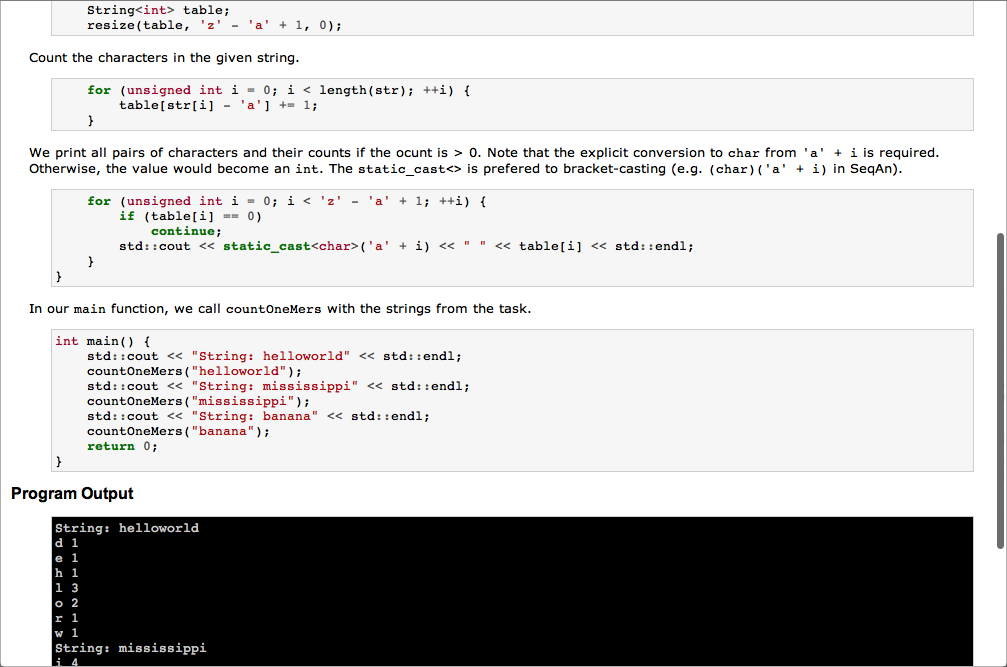 String<int> table;
resize(table, 'z' - 'a' + 1, 0);
Count the characters in the given string.
for (unsigned int i = 0; i < length(str); ++i) {
table[str[i] - 'a'] += 1;
}
We print all pairs of characters and their counts if the ocunt is > 0. Note that the explicit conversion to char from 'a' + i is required.
Otherwise, the value would become an int. The static_cast<> is prefered to bracket-casting (e.g. (char)('a' + i) in SeqAn).
for (unsigned int i = 0; i < 'z' - 'a' + 1; ++i) {
if (table[i] == 0)
continue;
std::cout << static_cast<char>('a' + i) << " " << table[i] << std::endl;
}
}
In our main function, we call countOneMers with the strings from the task.
int main() {
std::cout << "String: helloworld" << std::endl;
countOneMers("helloworld");
std::cout << "String: mississippi" << std::endl;
countOneMers("mississippi");
std::cout << "String: banana" << std::endl;
countOneMers("banana");
return 0;
}
Program Output
String: helloworld
d 1
e 1
h 1
l 3
o 2
r 1
w 1
String: mississippi
i 4